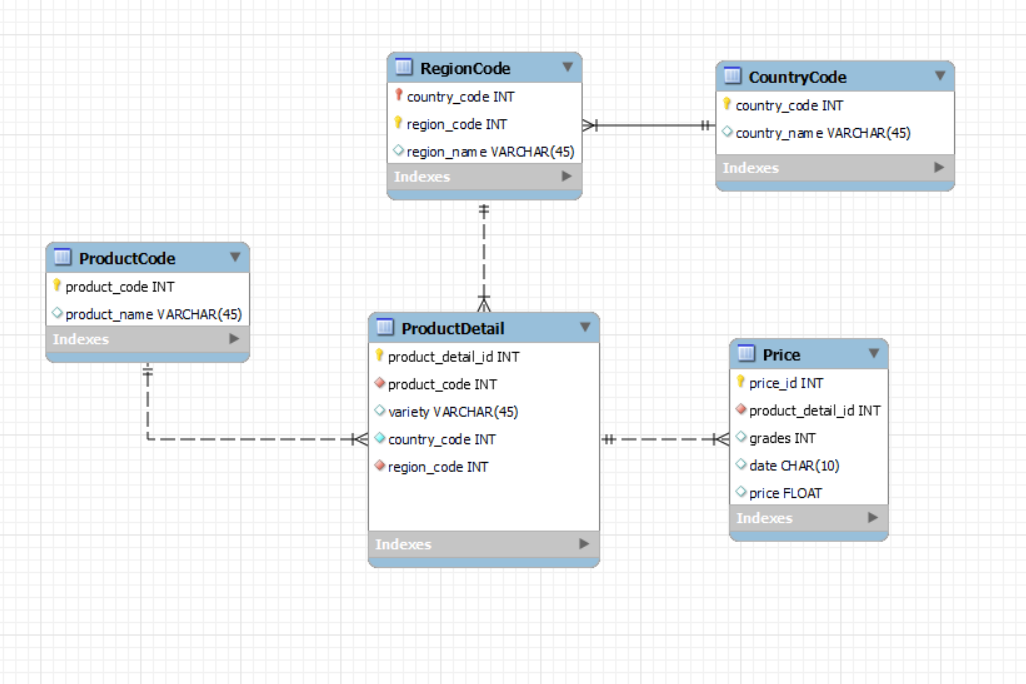 RegionCode
country_code INT
region_code INT
region_name VARCHAR(45)
Indexes
CountryCode
country_code INT
country_name VARCHAR(45)
Indexes
ProductCode
product_code INT
product_name VARCHAR(45)
Indexes
ProductDetail
product_detail_id INT
product_code INT
variety VARCHAR(45)
country_code INT
region_code INT
Indexes
Price
price_id INT
product_detail_id INT
grades INT
date CHAR(10)
price FLOAT
Indexes